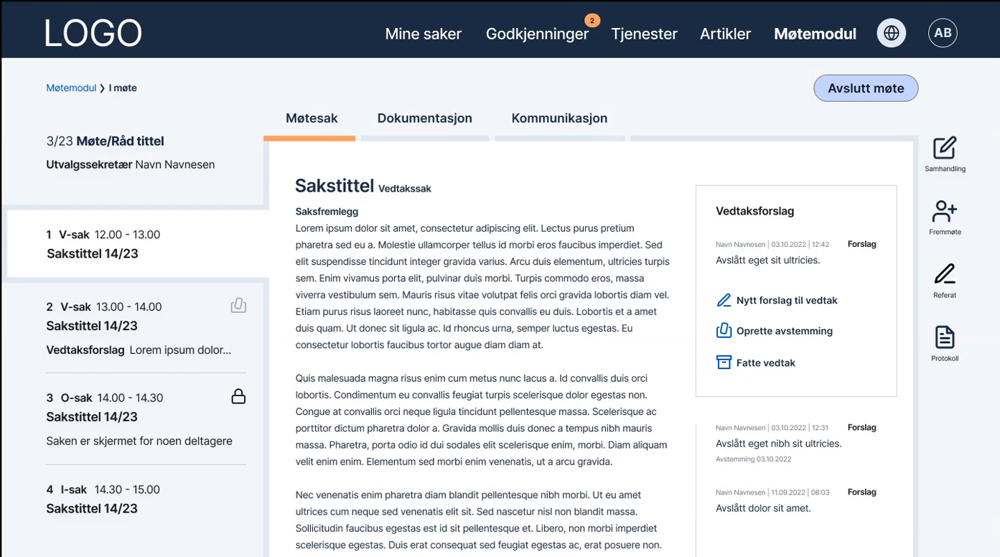 LOGO
Mine saker
Godkjenninger
2
Tjenester
Artikler
Møtemodul
AB
Møtemodul ❯ I møte
Avslutt møte
3/23 Møte/Råd tittel
Utvalgssekretær Navn Navnesen
1 V-sak 12.00 - 13.00
Sakstittel 14/23
2 V-sak 13.00 - 14.00
Sakstittel 14/23
Vedtaksforslag Lorem ipsum dolor...
3 O-sak 14.00 - 14.30
Sakstittel 14/23
Saken er skjermet for noen deltagere
4 I-sak 14.30 - 15.00
Sakstittel 14/23
Møtesak
Dokumentasjon
Kommunikasjon
Sakstittel Vedtakssak
Saksfremlegg
Lorem ipsum dolor sit amet, consectetur adipiscing elit. Lectus purus pretium
pharetra sed eu a. Molestie ullamcorper tellus id morbi eros faucibus imperdiet. Sed
elit suspendisse tincidunt integer gravida varius. Arcu duis elementum, ultricies turpis
sem. Enim vivamus porta elit, pulvinar duis morbi. Turpis commodo eros, massa
viverra vestibulum sem. Mauris risus vitae volutpat felis orci gravida lobortis diam vel.
Etiam purus risus laoreet nunc, habitasse quis convallis eu duis. Lobortis et a amet
duis quam. Ut donec sit ligula ac. Id rhoncus urna, semper luctus egestas. Eu
consectetur lobortis faucibus tortor augue diam diam at.
Quis malesuada magna risus enim cum metus nunc lacus a. Id convallis duis orci
lobortis. Condimentum eu convallis feugiat turpis scelerisque dolor egestas non.
Congue at convallis orci neque ligula tincidunt pellentesque massa. Scelerisque ac
porttitor dictum pharetra dolor a. Gravida mollis duis donec a tempus nibh mauris
massa. Pharetra, porta odio id dui sodales elit scelerisque enim, morbi. Diam aliquam
velit enim enim. Elementum sed morbi enim venenatis, ut a arcu gravida.
Nec venenatis enim pharetra diam blandit pellentesque nibh morbi. Ut eu amet
ultrices cum neque sed venenatis elit sit. Sed nascetur nisl non blandit massa.
Sollicitudin faucibus egestas est id sit pellentesque et. Libero, non morbi imperdiet
scelerisque egestas. Duis erat consequat sed feugiat egestas ac, erat posuere non.
Vedtaksforslag
Navn Navnesen | 03.10.2022 | 12:42 Forslag
Avslått eget sit ultricies.
Nytt forslag til vedtak
Oprette avstemming
Fatte vedtak
Navn Navnesen | 03.10.2022 | 12:31 Forslag
Avslått eget nibh sit ultricies.
Avstemming 03.10.2022
Navn Navnesen | 11.09.2022 | 08:03 Forslag
Avslått dolor sit amet.
Samhandling
Fremmøte
Referat
Protokoll